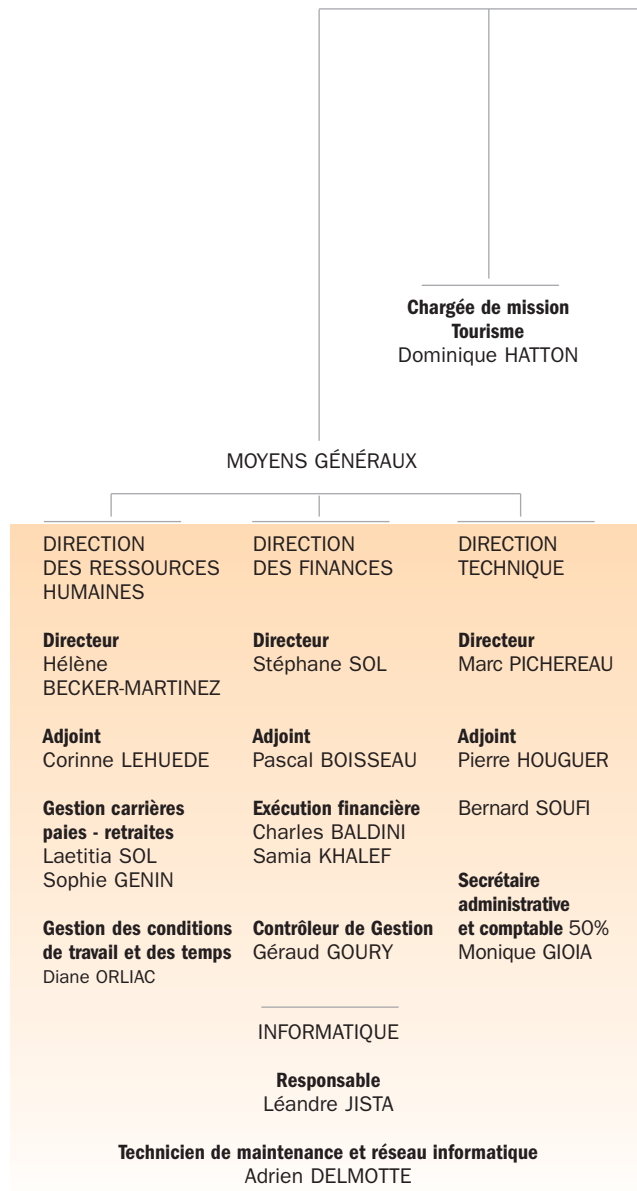 Chargée de mission
Tourisme
Dominique HATTON
MOYENS GÉNÉRAUX
DIRECTION
DES RESSOURCES
HUMAINES
Directeur
Hélène
BECKER-MARTINEZ
Adjoint
Corinne LEHUEDE
Gestion carrières
paies - retraites
Laetitia SOL
Sophie GENIN
Gestion des conditions
de travail et des temps
Diane ORLIAC
DIRECTION
DES FINANCES
Directeur
Stéphane SOL
Adjoint
Pascal BOISSEAU
Exécution financière
Charles BALDINI
Samia KHALEF
Contrôleur de Gestion
Géraud GOURY
DIRECTION
TECHNIQUE
Directeur
Marc PICHEREAU
Adjoint
Pierre HOUGUER
Bernard SOUFI
Secrétaire
administrative
et comptable 50%
Monique GIOIA
INFORMATIQUE
Responsable
Léandre JISTA
Technicien de maintenance et réseau informatique
Adrien DELMOTTE